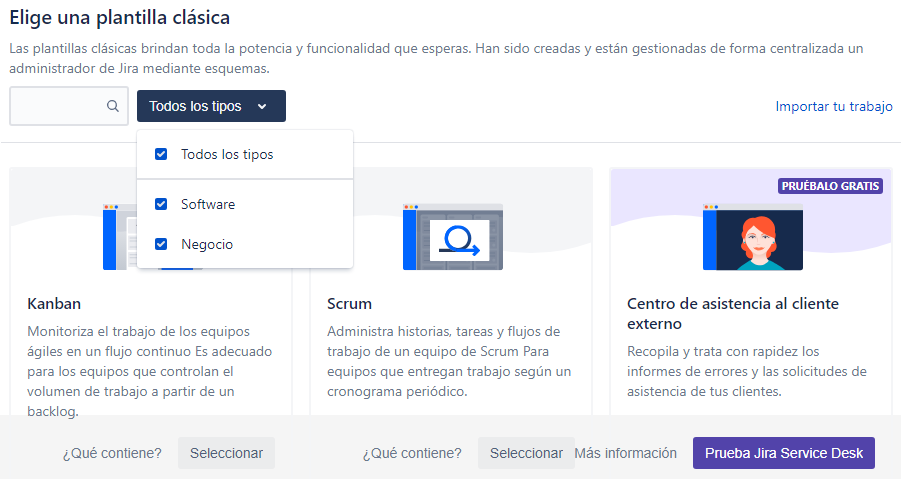 Elige una plantilla clásica
Las plantillas clásicas brindan toda la potencia y funcionalidad que esperas. Han sido creadas y están gestionadas de forma centralizada un
administrador de Jira mediante esquemas.
Todos los tipos
Importar tu trabajo
Todos los tipos
Software
Negocio
PRUÉBALO GRATIS
Kanban
Monitoriza el trabajo de los equipos
ágiles en un flujo continuo Es adecuado
para los equipos que controlan el
volumen de trabajo a partir de un
backlog.
¿Qué contiene?
Seleccionar
Scrum
Administra historias, tareas y flujos de
trabajo de un equipo de Scrum Para
equipos que entregan trabajo según un
cronograma periódico.
¿Qué contiene?
Seleccionar
Centro de asistencia al cliente
externo
Recopila y trata con rapidez los
informes de errores y las solicitudes de
asistencia de tus clientes.
Más información
Prueba Jira Service Desk